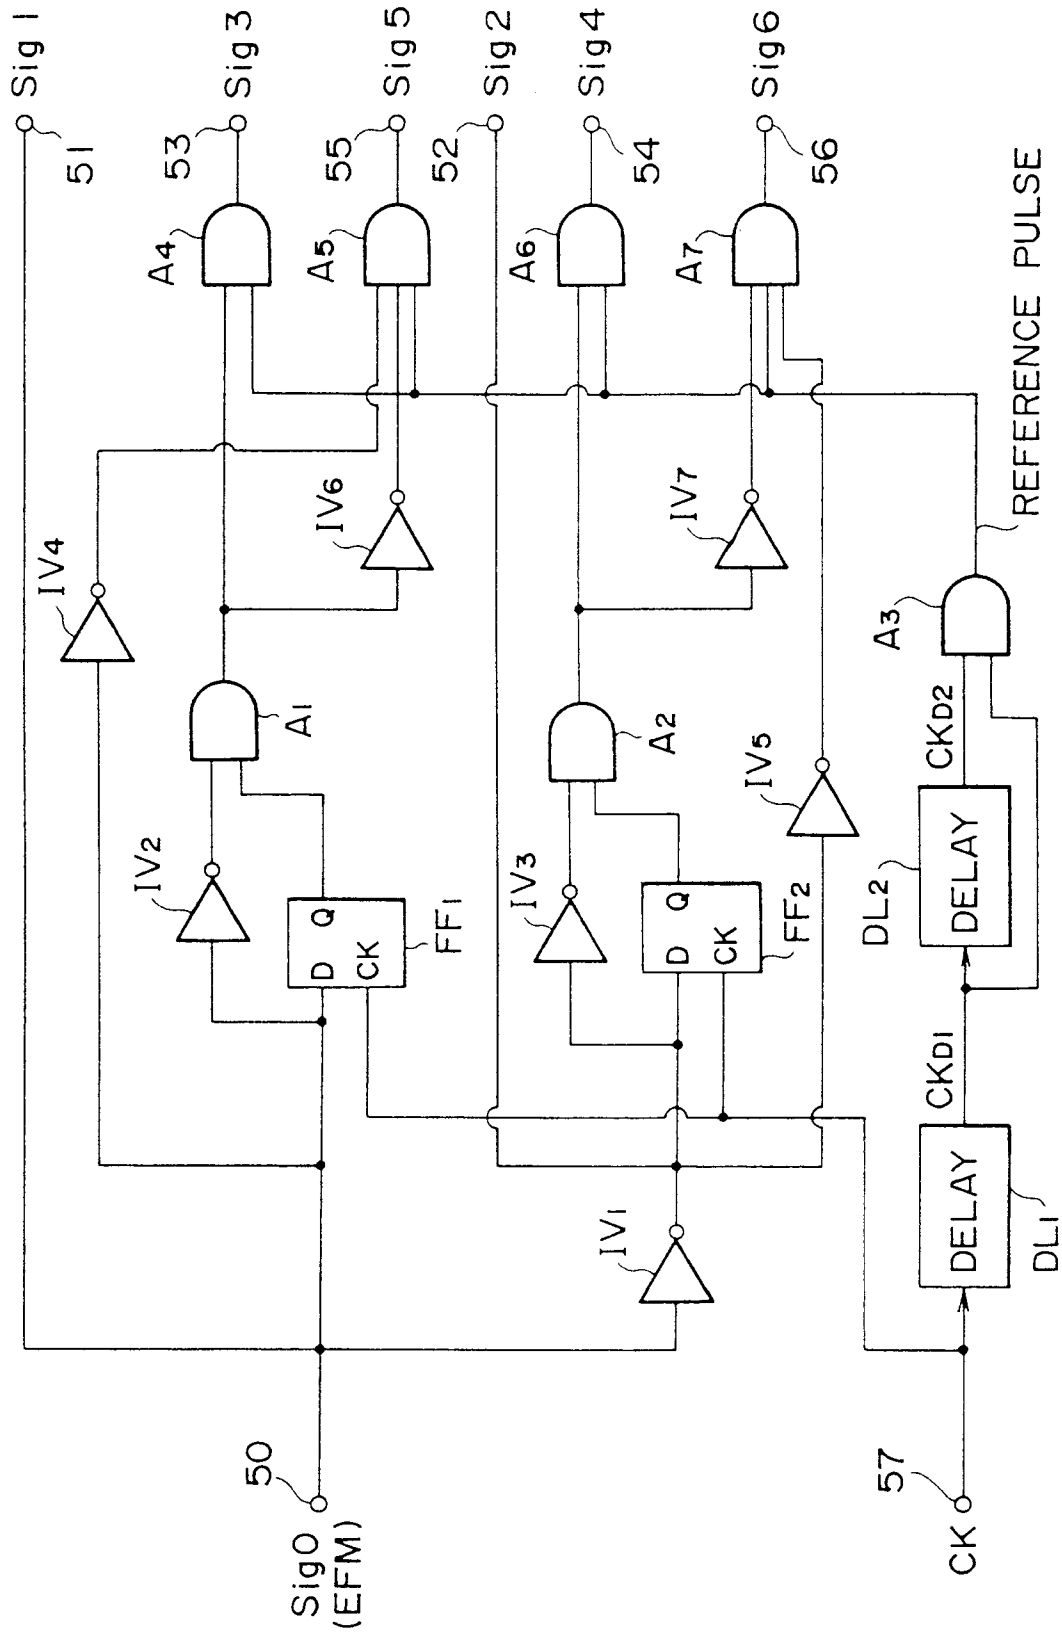 Sig 1
51
Sig 3
53
Sig 5
55
Sig 2
52
Sig 4
54
Sig 6
56
A4
A5
A6
A7
REFERENCE PULSE
IV4
IV6
IV7
A1
A2
A3
IV2
IV3
IV5
D Q
CK
FF1
D Q
CK
FF2
CKD2
DL2
DELAY
CKD1
DELAY
DL1
IV1
50
Sig0
(EFM)
57
CK